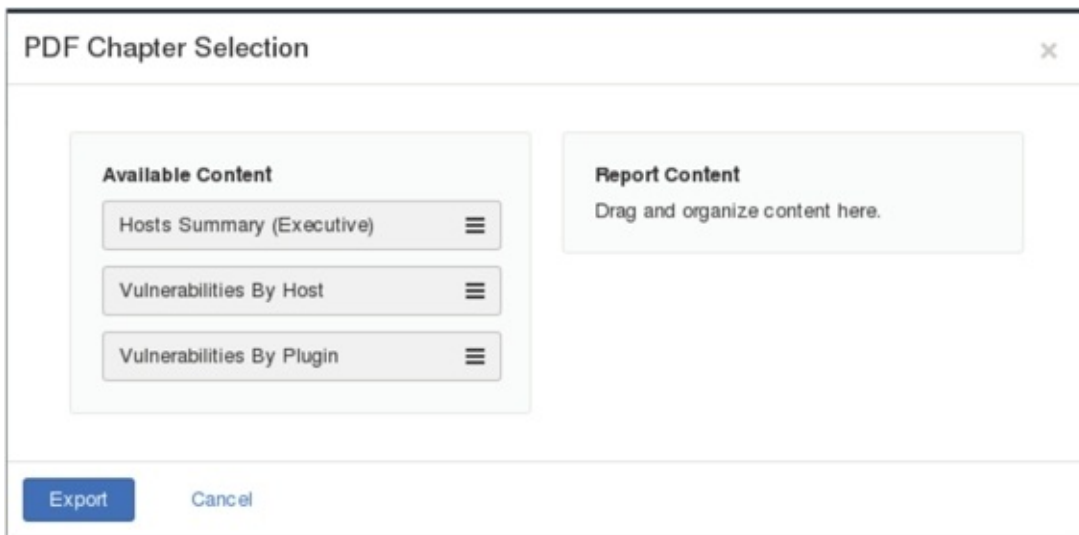 PDF Chapter Selection
Available Content
Hosts Summary (Executive)
Vulnerabilities By Host
Vulnerabilities By Plugin
Report Content
Drag and organize content here.
Export
Cancel